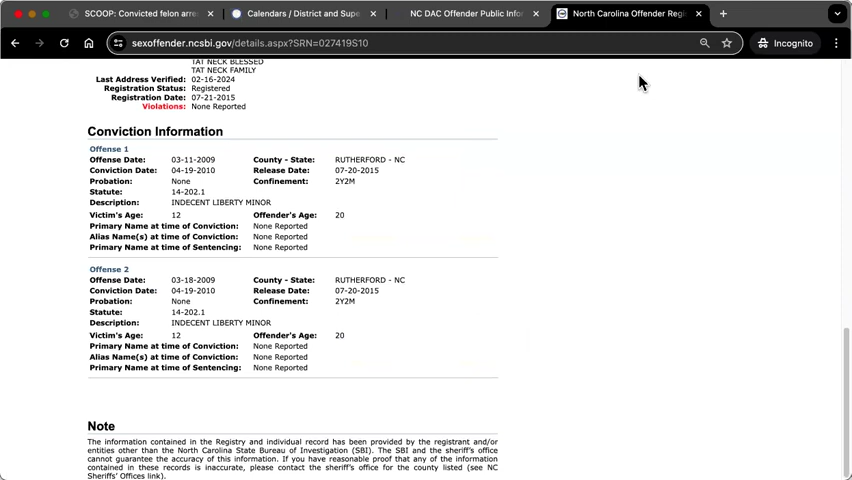 SCOOP: Convicted felon arre
Calendars / District and Supe
NC DAC Offender Public Infor
North Carolina Offender Regi
sexoffender.ncsbi.gov/details.aspx?SRN=027419S10
Incognito
TAT NECK BLESSED
TAT NECK FAMILY
Last Address Verified: 02-16-2024
Registration Status: Registered
Registration Date: 07-21-2015
Violations: None Reported
Conviction Information
Offense 1
Offense Date: 03-11-2009 County - State: RUTHERFORD - NC
Conviction Date: 04-19-2010 Release Date: 07-20-2015
Probation: None Confinement: 2Y2M
Statute: 14-202.1
Description: INDECENT LIBERTY MINOR
Victim's Age: 12 Offender's Age: 20
Primary Name at time of Conviction: None Reported
Alias Name(s) at time of Conviction: None Reported
Primary Name at time of Sentencing: None Reported
Offense 2
Offense Date: 03-18-2009 County - State: RUTHERFORD - NC
Conviction Date: 04-19-2010 Release Date: 07-20-2015
Probation: None Confinement: 2Y2M
Statute: 14-202.1
Description: INDECENT LIBERTY MINOR
Victim's Age: 12 Offender's Age: 20
Primary Name at time of Conviction: None Reported
Alias Name(s) at time of Conviction: None Reported
Primary Name at time of Sentencing: None Reported
Note
The information contained in the Registry and individual record has been provided by the registrant and/or
entities other than the North Carolina State Bureau of Investigation (SBI). The SBI and the sheriff's office
cannot guarantee the accuracy of this information. If you have reasonable proof that any of the information
contained in these records is inaccurate, please contact the sheriff's office for the county listed (see NC
Sheriffs' Offices link).